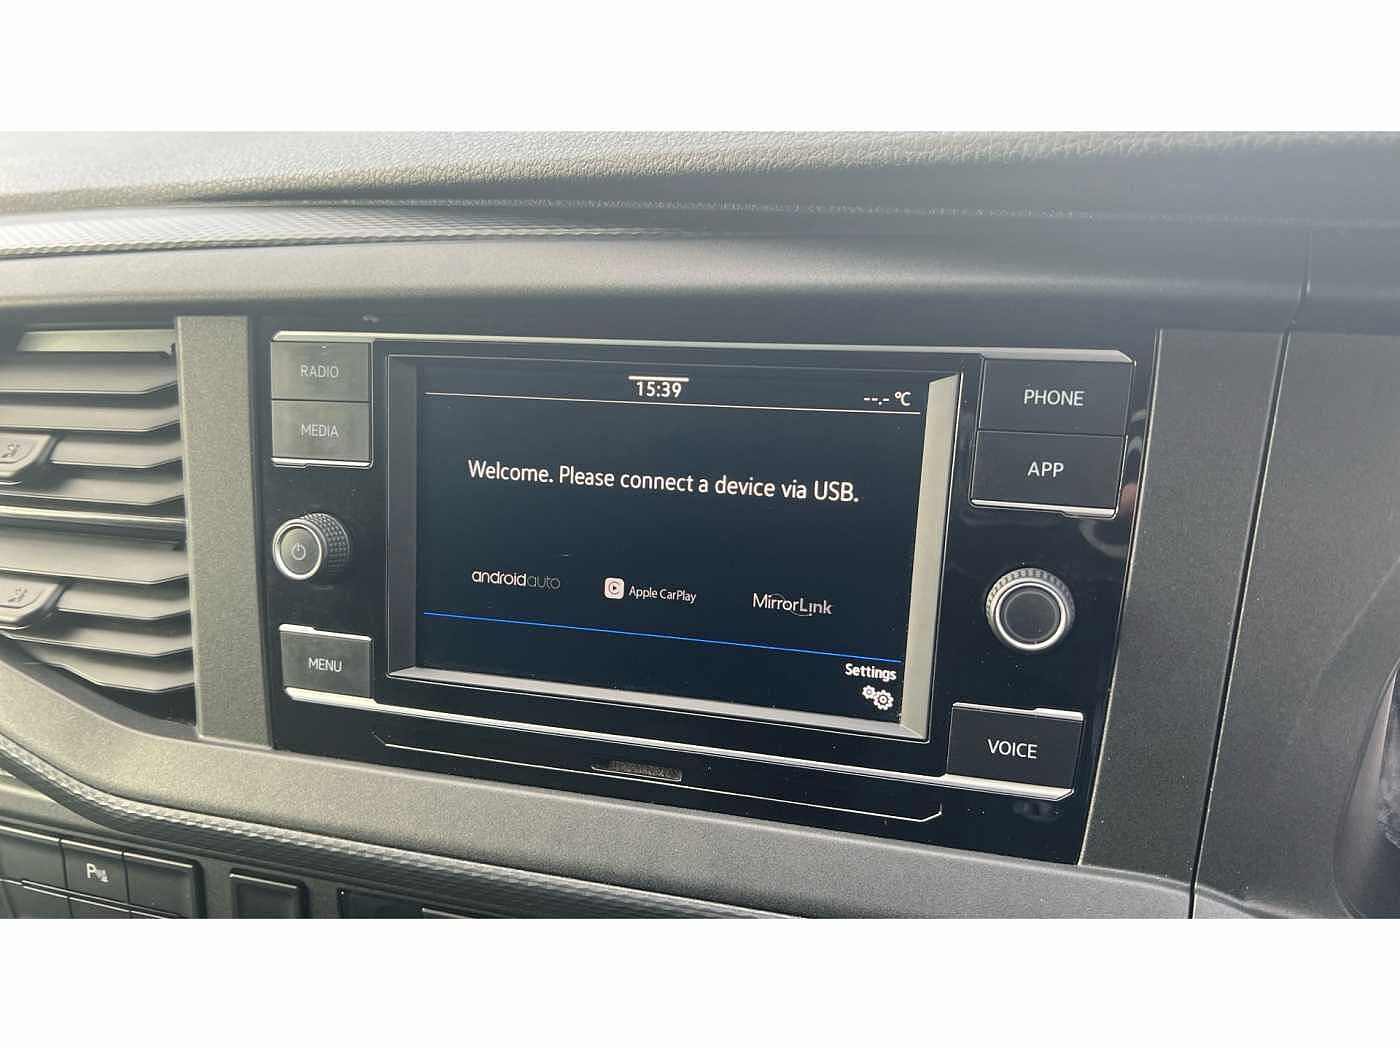 RADIO
MEDIA
MENU
15:39
--.- °C
Welcome. Please connect a device via USB.
androidauto
Apple CarPlay
MirrorLink
Settings
PHONE
APP
VOICE
P